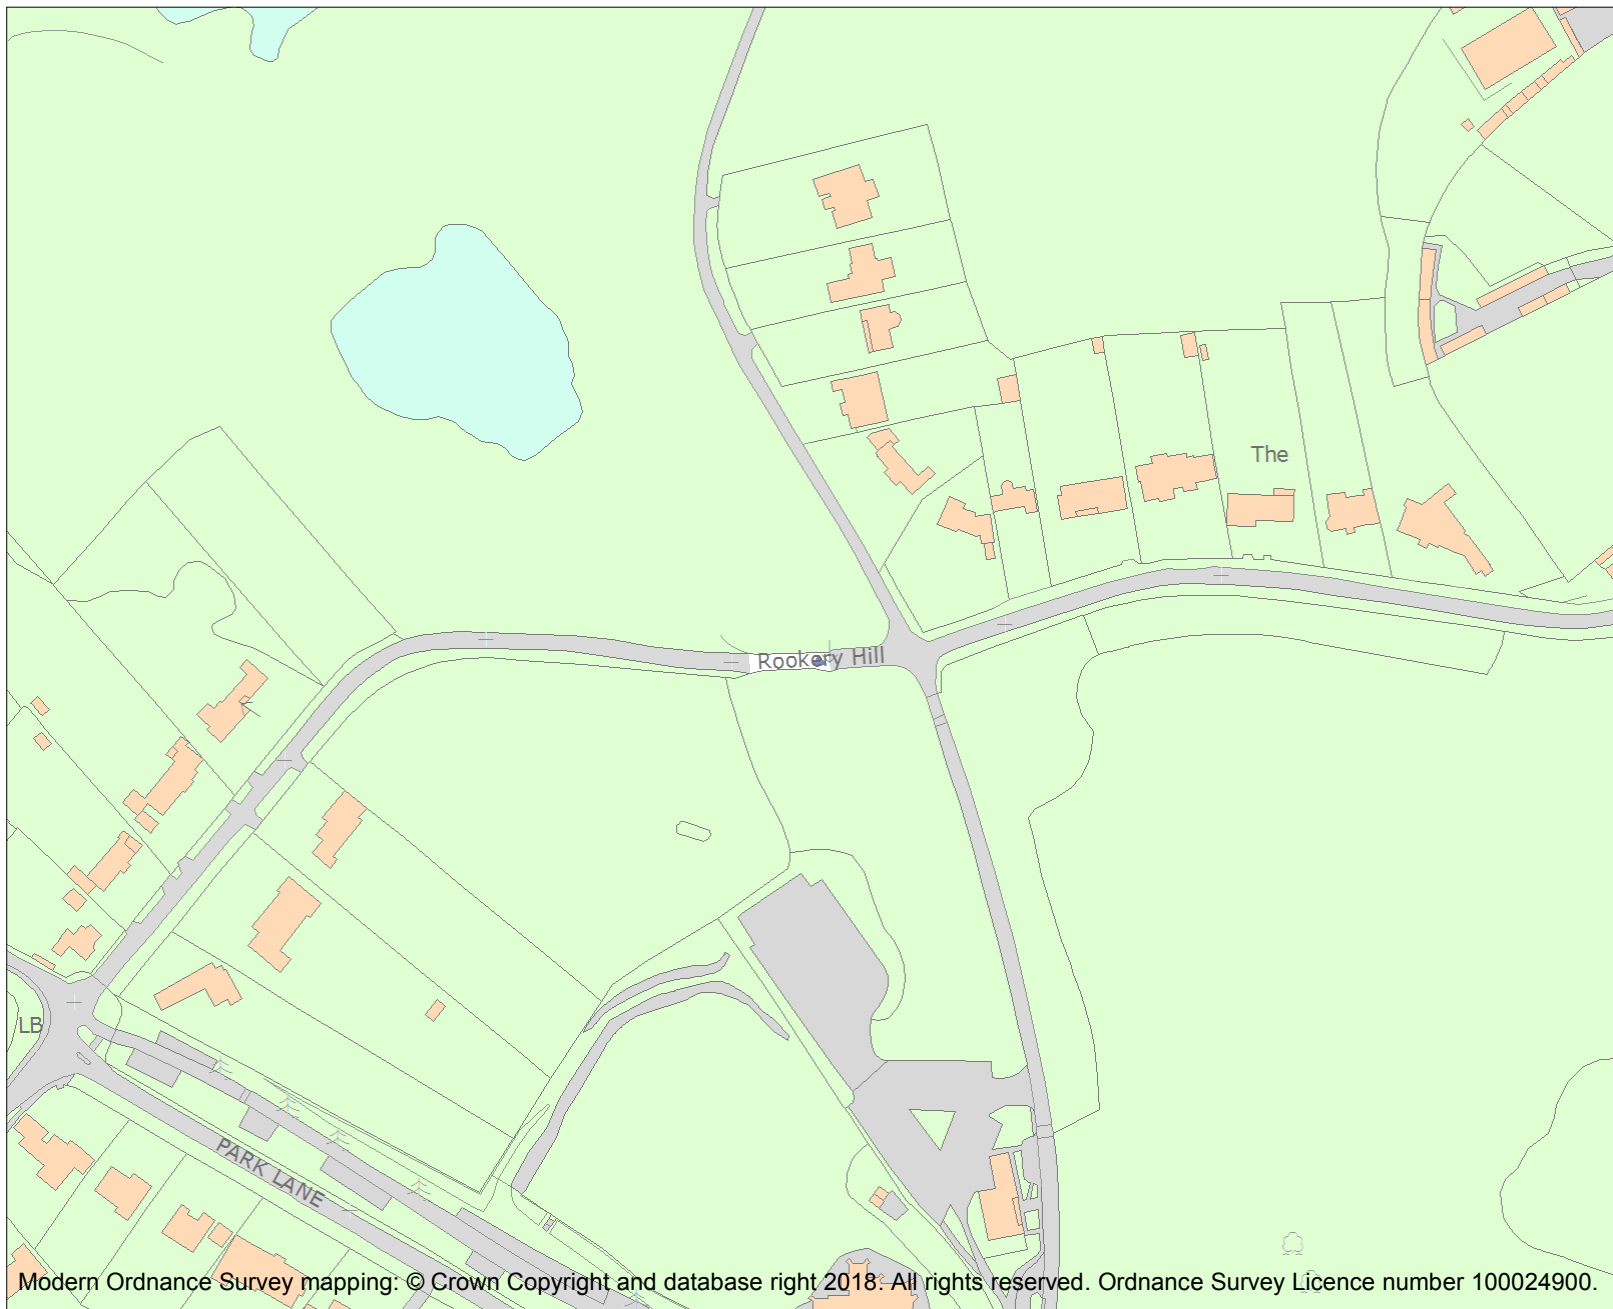 The
Rookery Hill
LB
PARK LANE
Modern Ordnance Survey mapping: © Crown Copyright and database right 2018. All rights reserved. Ordnance Survey Licence number 100024900.